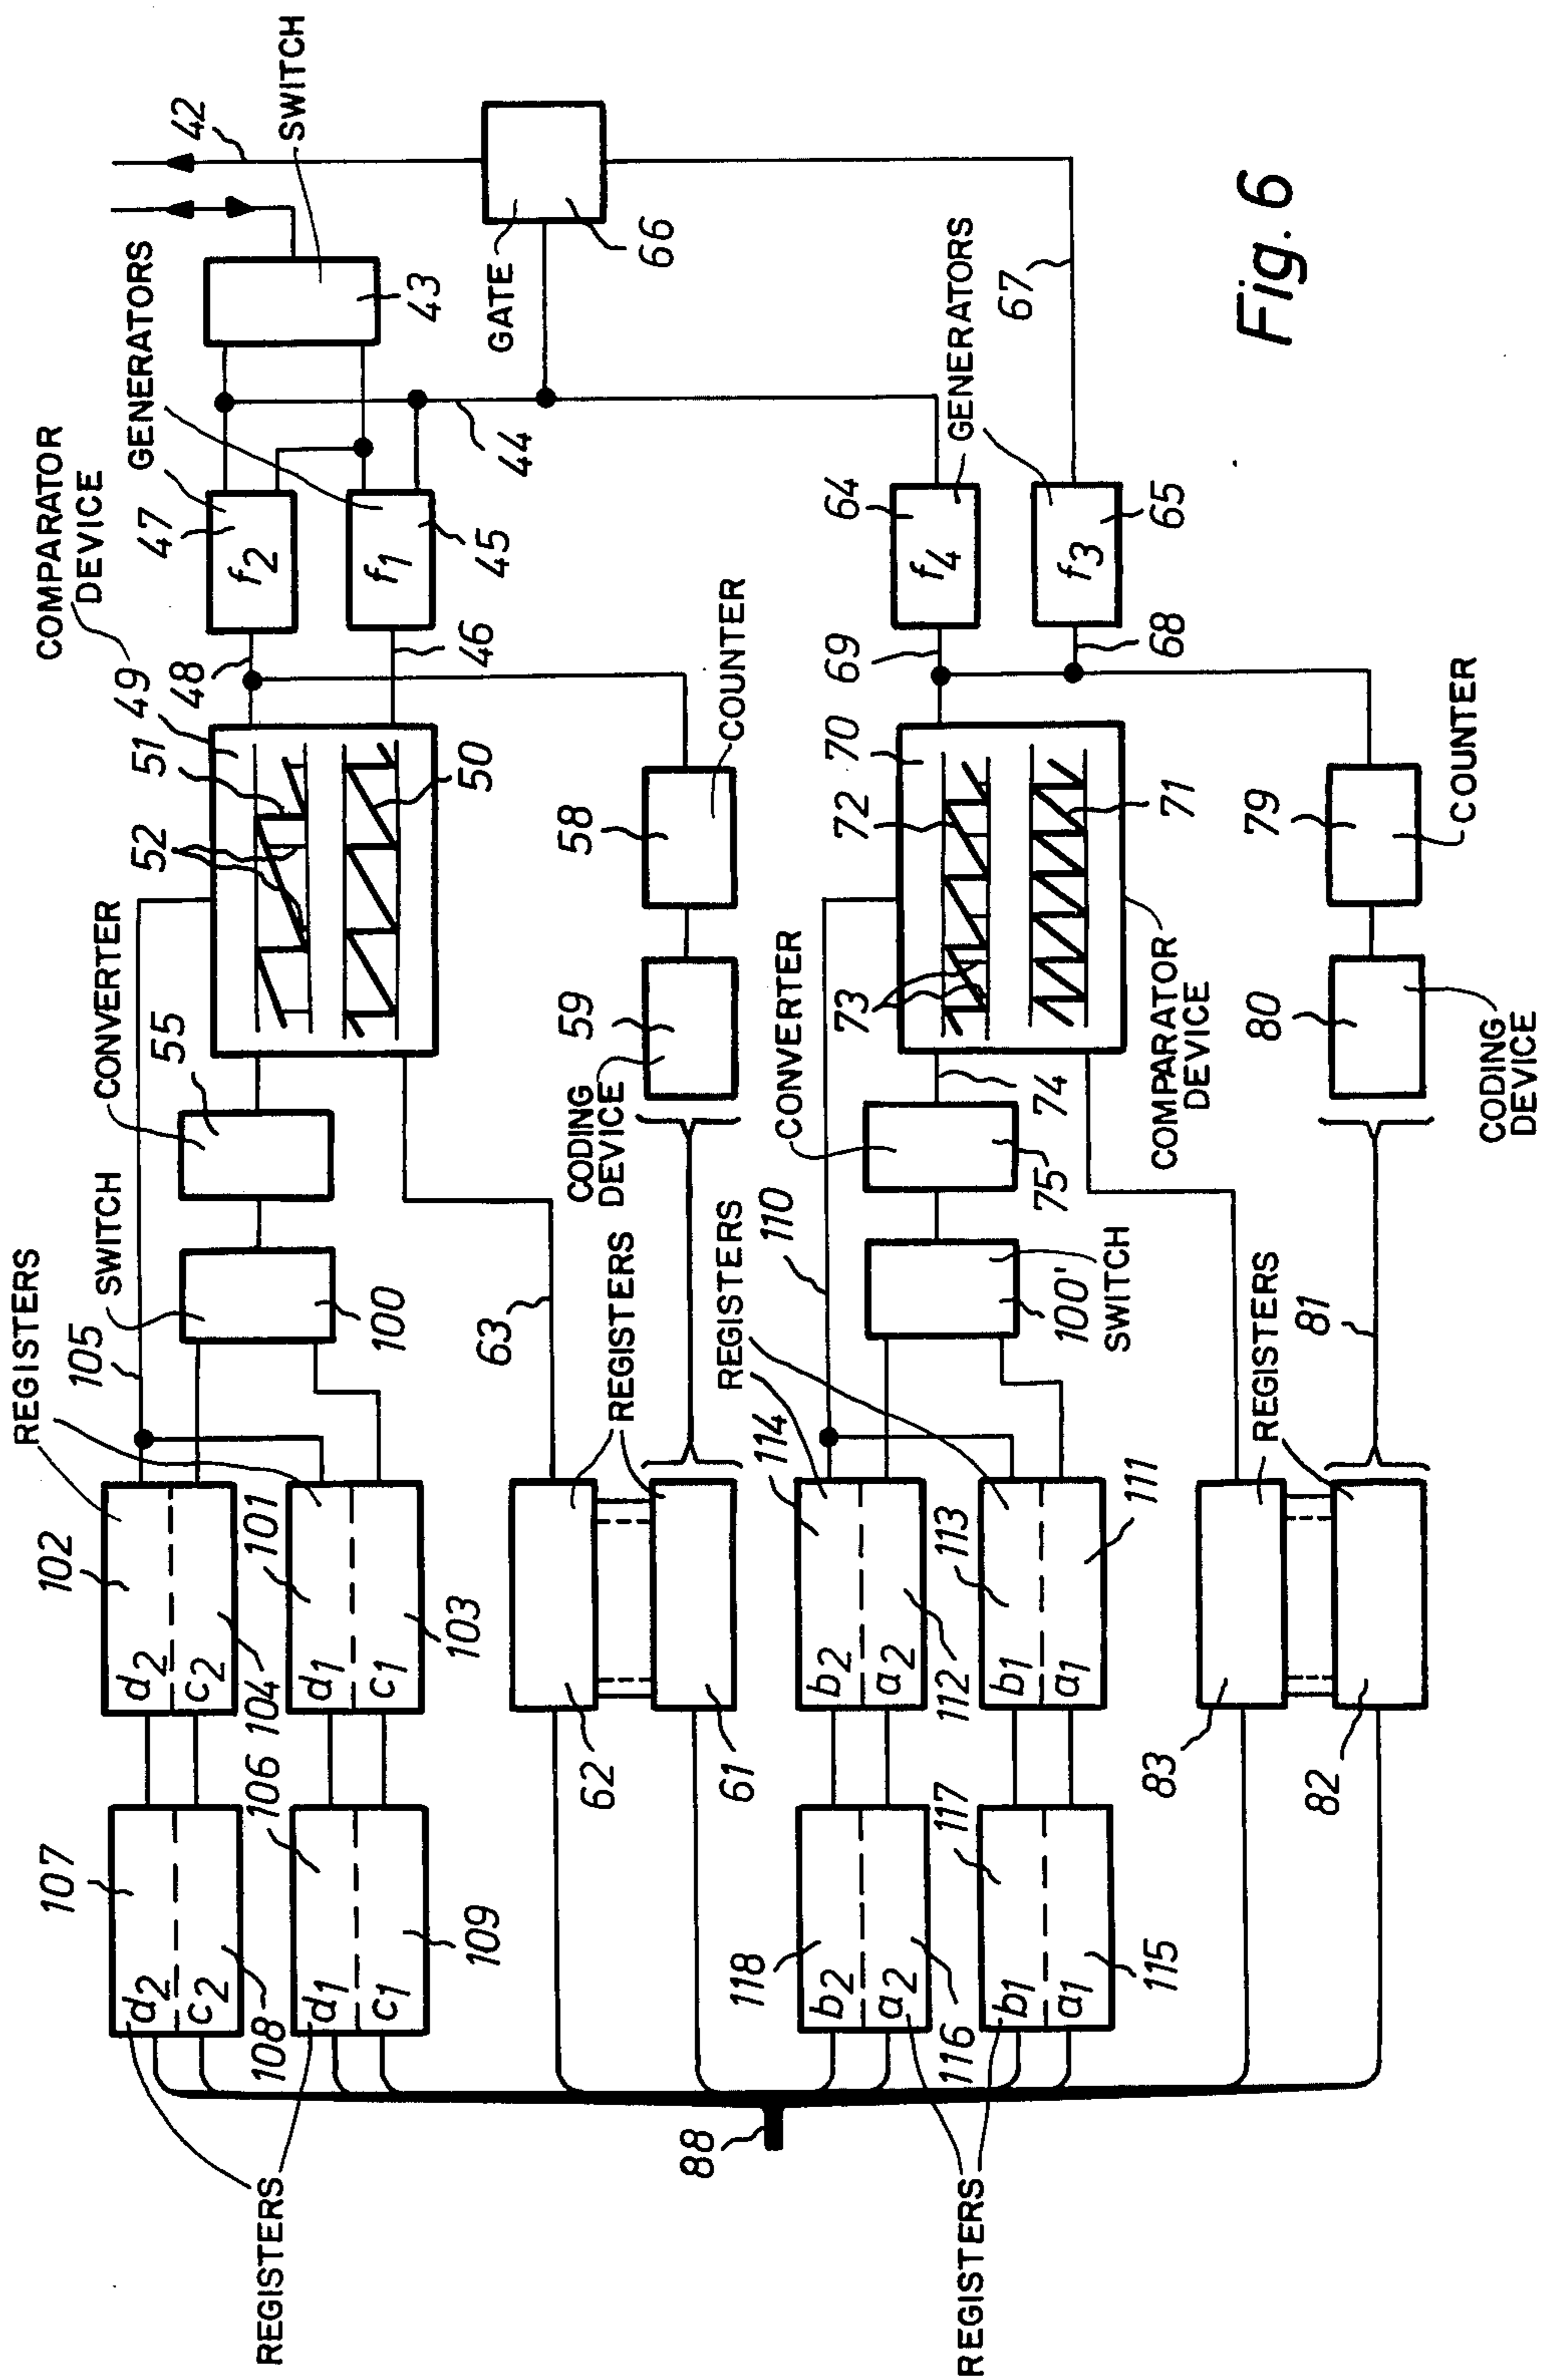 REGISTERS
105
SWITCH
CONVERTER
55
COMPARATOR
DEVICE
49
48
51
52
GENERATORS
47
f2
f1
45
46
50
42
SWITCH
43
44
GATE
66
107
102
d2
c2
d2
c2
108
104
106
101
d1
c1
d1
c1
109
103
100
63
62
61
REGISTERS
CODING
DEVICE
59
58
COUNTER
REGISTERS
88
118
114
b2
a2
b2
a2
116
112
117
113
b1
a1
b1
a1
115
111
REGISTERS
REGISTERS
110
CONVERTER
100'
SWITCH
75
74
73
72
70
71
COMPARATOR
DEVICE
69
68
64
f4
f3
65
GENERATORS
67
83
82
REGISTERS
81
80
CODING
DEVICE
79
COUNTER
Fig. 6